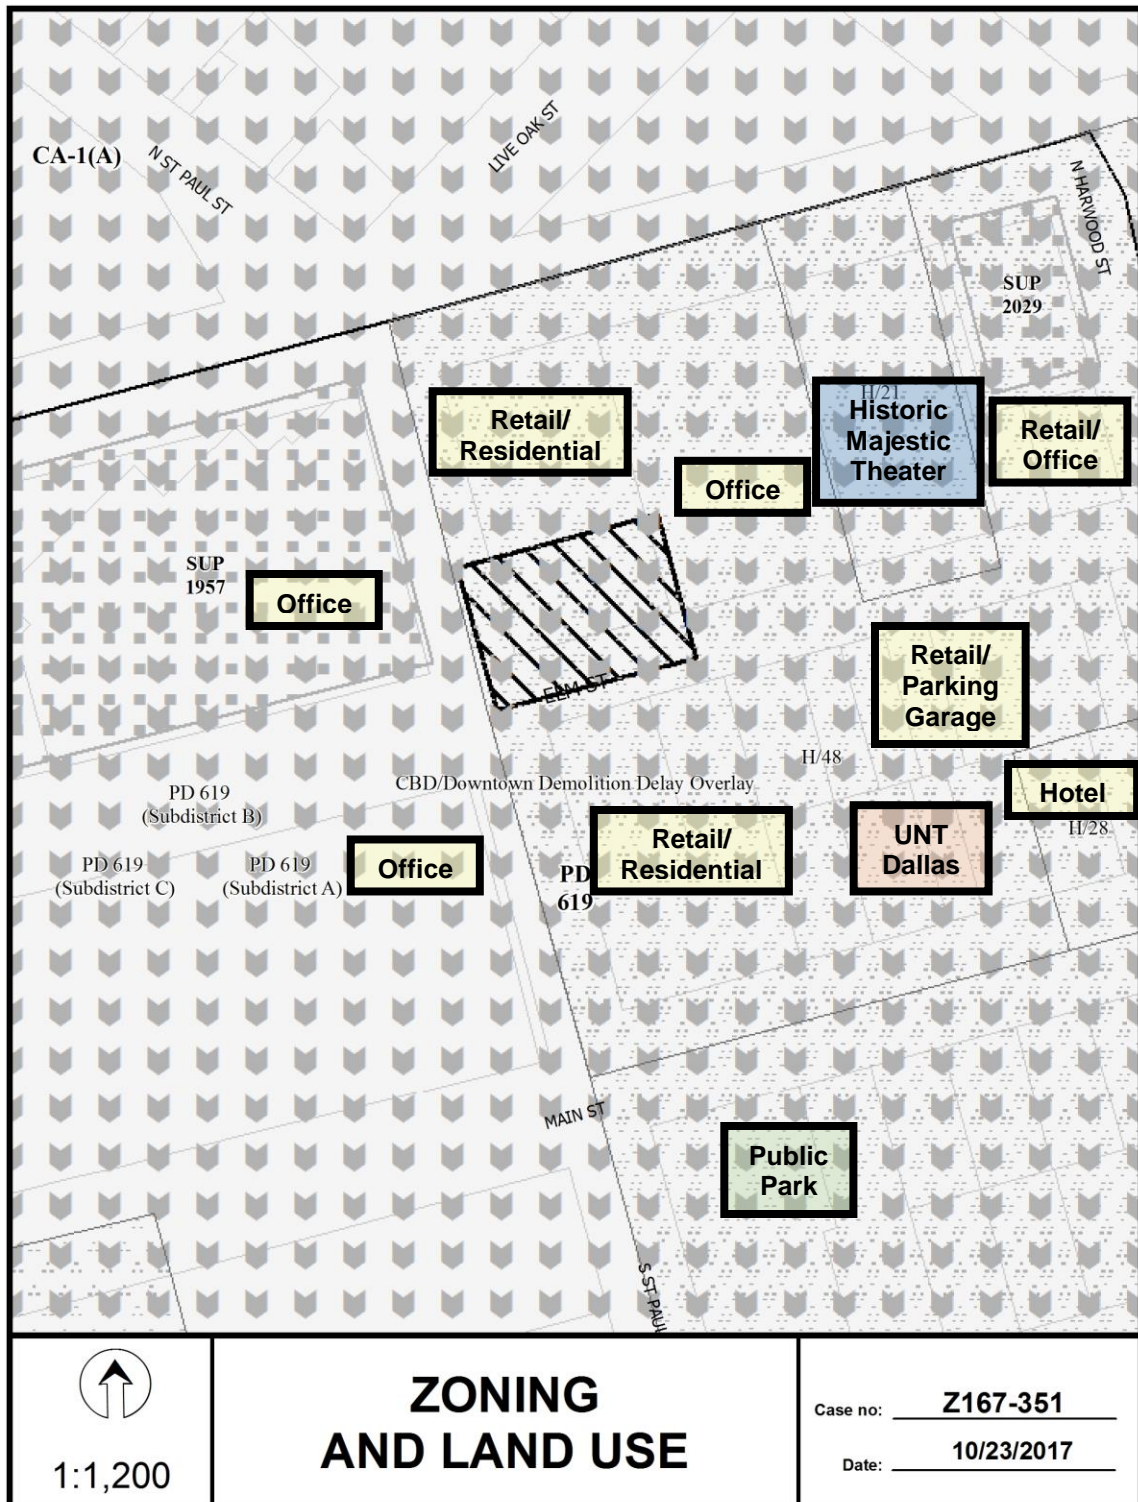 CA-1(A)
N ST PAUL ST
LIVE OAK ST
N HARWOOD ST
SUP
2029
H/21
Retail/
Residential
Historic
Majestic
Theater
Retail/
Office
Office
SUP
1957
Office
ELM ST
Retail/
Parking
Garage
H/48
CBD/Downtown Demolition Delay Overlay
PD 619
(Subdistrict B)
Hotel
H/28
PD 619
(Subdistrict C)
PD 619
(Subdistrict A)
Office
PD
619
Retail/
Residential
UNT
Dallas
MAIN ST
Public
Park
S ST PAUL
1:1,200
ZONING
AND LAND USE
Case no: Z167-351
Date: 10/23/2017